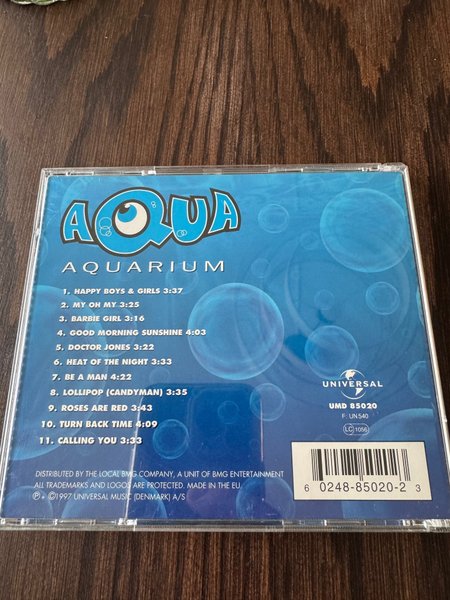 AQUA
AQUARIUM
1. HAPPY BOYS & GIRLS 3:37
2. MY OH MY 3:25
3. BARBIE GIRL 3:16
4. GOOD MORNING SUNSHINE 4:03
5. DOCTOR JONES 3:22
6. HEAT OF THE NIGHT 3:33
7. BE A MAN 4:22
8. LOLLIPOP (CANDYMAN) 3:35
9. ROSES ARE RED 3:43
10. TURN BACK TIME 4:09
11. CALLING YOU 3:33
UNIVERSAL
UMD 85020
F: UN 540
LC 1056
DISTRIBUTED BY THE LOCAL BMG COMPANY, A UNIT OF BMG ENTERTAINMENT
ALL TRADEMARKS AND LOGOS ARE PROTECTED. MADE IN THE EU.
℗ + ©1997 UNIVERSAL MUSIC (DENMARK) A/S
6 0248-85020-2 3